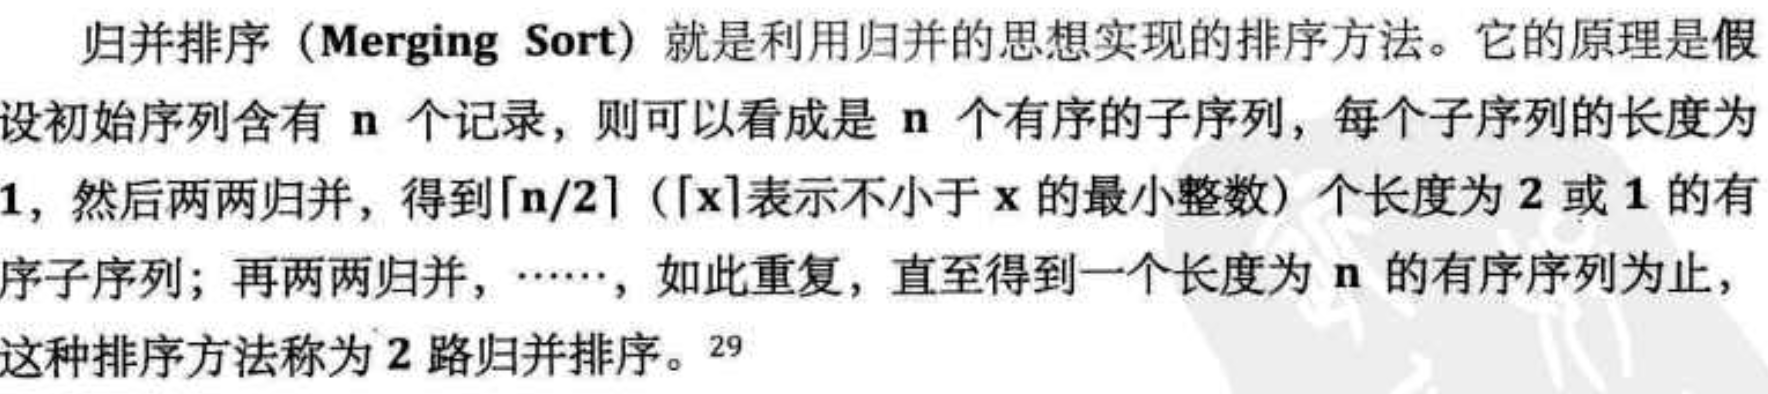 归并排序（Merging Sort）就是利用归并的思想实现的排序方法。它的原理是假
设初始序列含有 n 个记录，则可以看成是 n 个有序的子序列，每个子序列的长度为
1，然后两两归并，得到⌈n/2⌉（⌈x⌉表示不小于 x 的最小整数）个长度为 2 或 1 的有
序子序列；再两两归并，……，如此重复，直至得到一个长度为 n 的有序序列为止，
这种排序方法称为 2 路归并排序。29